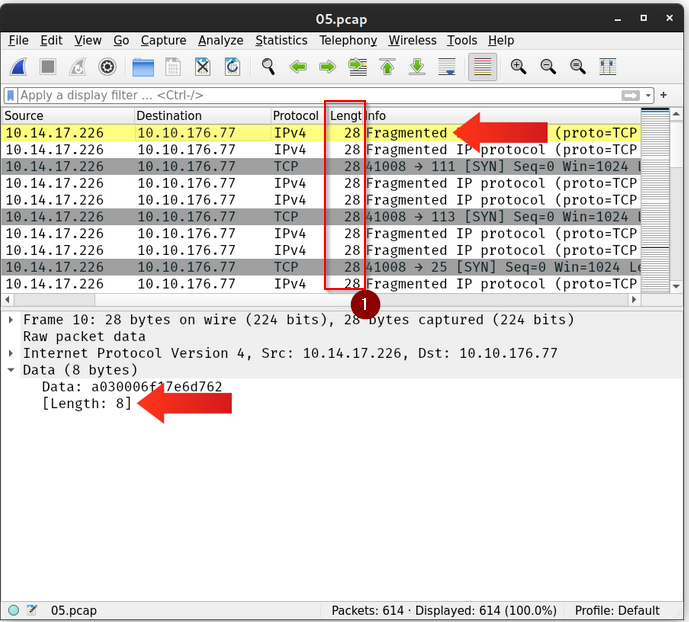 05.pcap
File Edit View Go Capture Analyze Statistics Telephony Wireless Tools Help
Apply a display filter … <Ctrl-/>
Source Destination Protocol Lengt Info
10.14.17.226 10.10.176.77 IPv4 28 Fragmented (proto=TCP
10.14.17.226 10.10.176.77 IPv4 28 Fragmented IP protocol (proto=TCP
10.14.17.226 10.10.176.77 TCP 28 41008 → 111 [SYN] Seq=0 Win=1024
10.14.17.226 10.10.176.77 IPv4 28 Fragmented IP protocol (proto=TCP
10.14.17.226 10.10.176.77 IPv4 28 Fragmented IP protocol (proto=TCP
10.14.17.226 10.10.176.77 TCP 28 41008 → 113 [SYN] Seq=0 Win=1024
10.14.17.226 10.10.176.77 IPv4 28 Fragmented IP protocol (proto=TCP
10.14.17.226 10.10.176.77 IPv4 28 Fragmented IP protocol (proto=TCP
10.14.17.226 10.10.176.77 TCP 28 41008 → 25 [SYN] Seq=0 Win=1024 Le
10.14.17.226 10.10.176.77 IPv4 28 Fragmented IP protocol (proto=TCP
1
Frame 10: 28 bytes on wire (224 bits), 28 bytes captured (224 bits)
Raw packet data
Internet Protocol Version 4, Src: 10.14.17.226, Dst: 10.10.176.77
Data (8 bytes)
Data: a030006f17e6d762
[Length: 8]
05.pcap Packets: 614 · Displayed: 614 (100.0%) Profile: Default